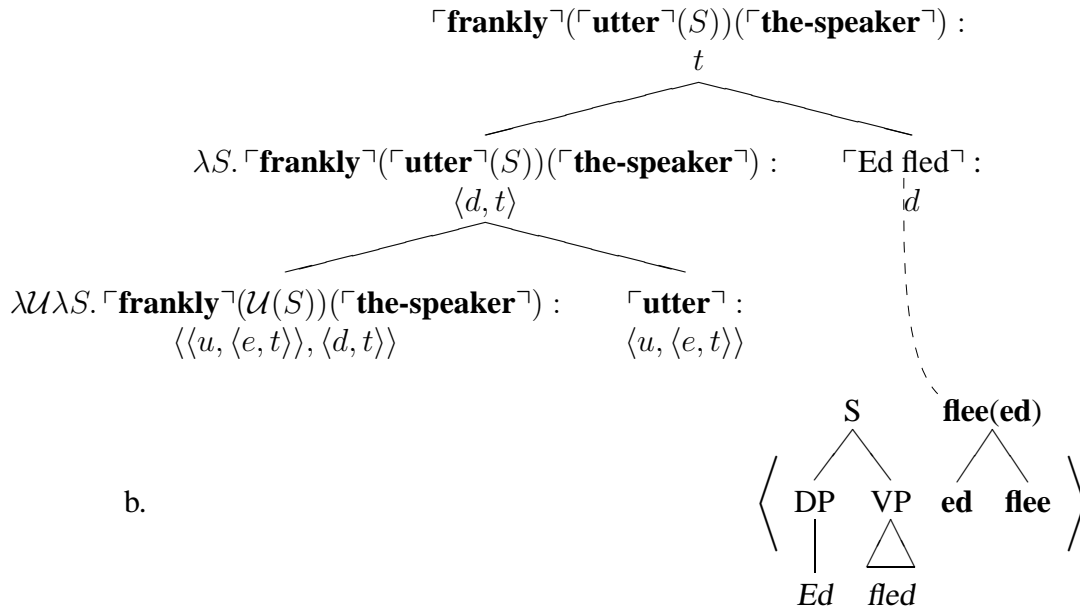 ⌜frankly⌝(⌜utter⌝(S))(⌜the-speaker⌝) :
t
λS. ⌜frankly⌝(⌜utter⌝(S))(⌜the-speaker⌝) : ⌜Ed fled⌝ :
⟨d, t⟩ d
λ𝒰λS. ⌜frankly⌝(𝒰(S))(⌜the-speaker⌝) : ⌜utter⌝ :
⟨⟨u, ⟨e, t⟩⟩, ⟨d, t⟩⟩ ⟨u, ⟨e, t⟩⟩
S flee(ed)
b. ⟨ DP VP ed flee ⟩
Ed fled